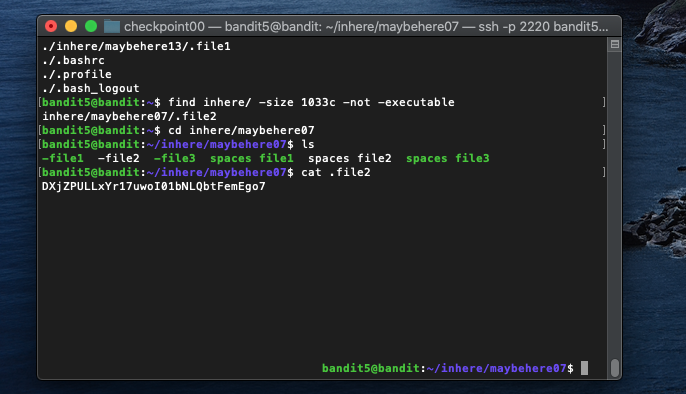 checkpoint00 — bandit5@bandit: ~/inhere/maybehere07 — ssh -p 2220 bandit5...
./inhere/maybehere13/.file1
./.bashrc
./.profile
./.bash_logout
[bandit5@bandit:~$ find inhere/ -size 1033c -not -executable ]
inhere/maybehere07/.file2
[bandit5@bandit:~$ cd inhere/maybehere07 ]
[bandit5@bandit:~/inhere/maybehere07$ ls ]
-file1 -file2 -file3 spaces file1 spaces file2 spaces file3
[bandit5@bandit:~/inhere/maybehere07$ cat .file2 ]
DXjZPULLxYr17uwoI01bNLQbtFemEgo7
bandit5@bandit:~/inhere/maybehere07$